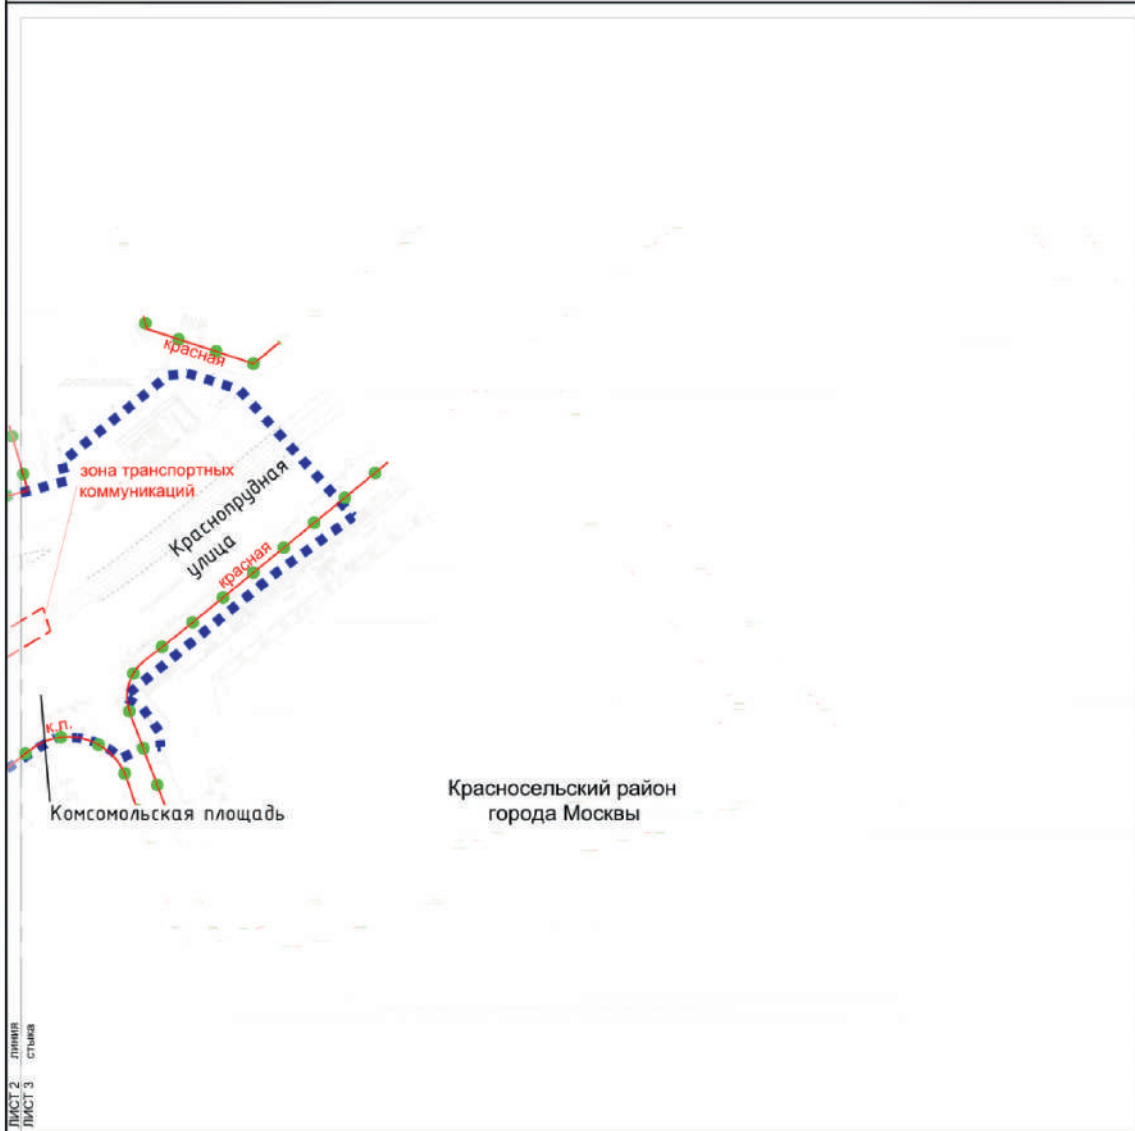 красная
зона транспортных
коммуникаций
Краснопрудная
улица
красная
к.п.
Комсомольская площадь
Красносельский район
города Москвы
линия
стыка
ЛИСТ 2
ЛИСТ 3